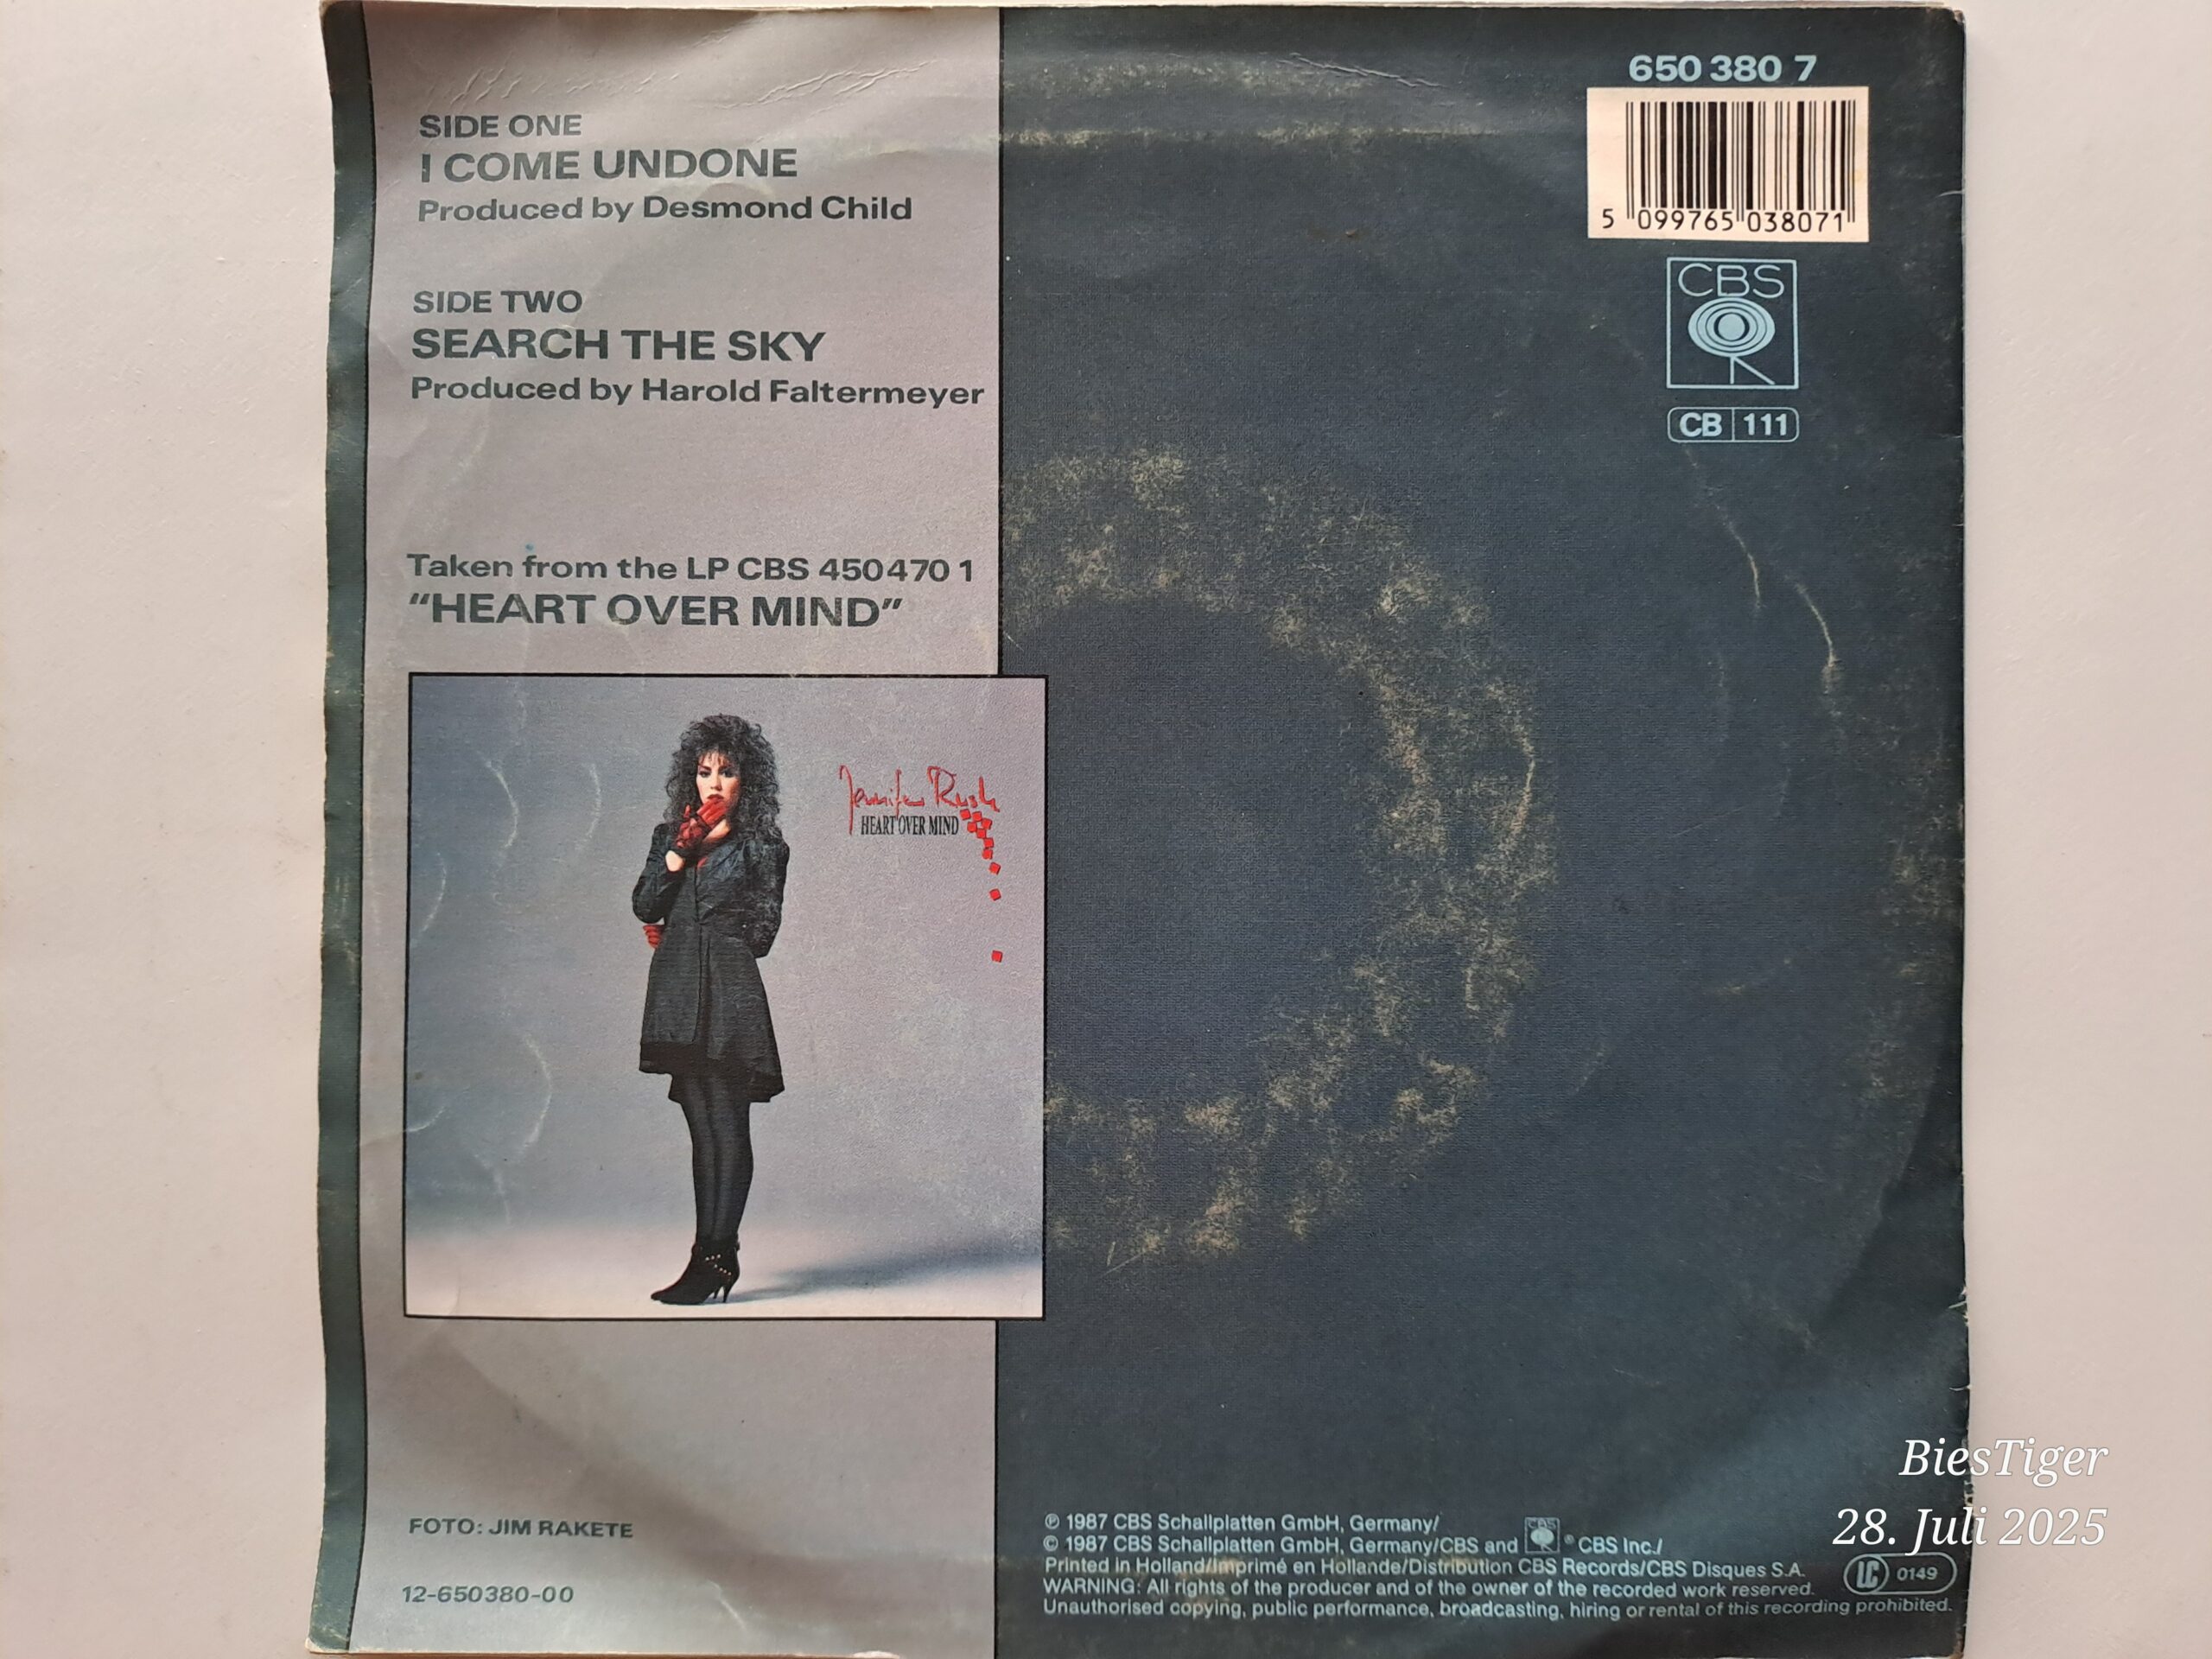 SIDE ONE
I COME UNDONE
Produced by Desmond Child
SIDE TWO
SEARCH THE SKY
Produced by Harold Faltermeyer
Taken from the LP CBS 450470 1
“HEART OVER MIND”
Jennifer Rush
HEART OVER MIND
FOTO: JIM RAKETE
12-650380-00
650 380 7
5 099765 038071
CBS
CB 111
℗ 1987 CBS Schallplatten GmbH, Germany/
© 1987 CBS Schallplatten GmbH, Germany/CBS and CBS ® CBS Inc./
Printed in Holland/Imprimé en Hollande/Distribution CBS Records/CBS Disques S.A.
WARNING: All rights of the producer and of the owner of the recorded work reserved.
Unauthorised copying, public performance, broadcasting, hiring or rental of this recording prohibited.
LC 0149
BiesTiger
28. Juli 2025